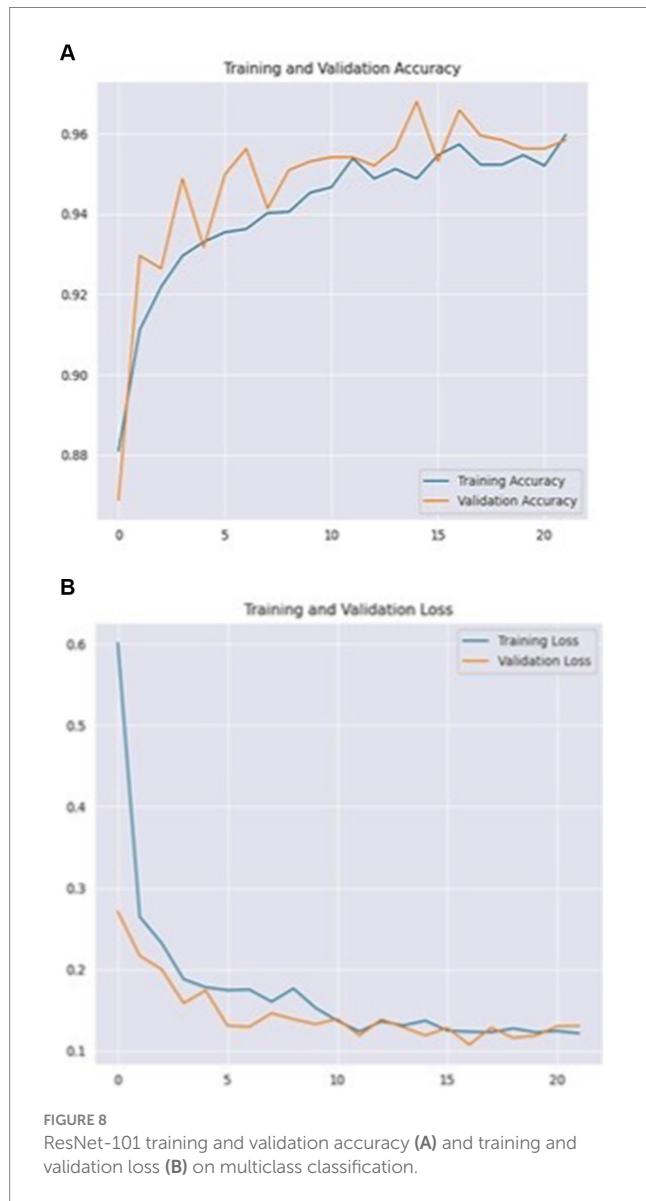 A
Training and Validation Accuracy
0.96
0.94
0.92
0.90
0.88
Training Accuracy
Validation Accuracy
0 5 10 15 20
B
Training and Validation Loss
0.6
0.5
0.4
0.3
0.2
0.1
Training Loss
Validation Loss
0 5 10 15 20
FIGURE 8
ResNet-101 training and validation accuracy (A) and training and
validation loss (B) on multiclass classification.